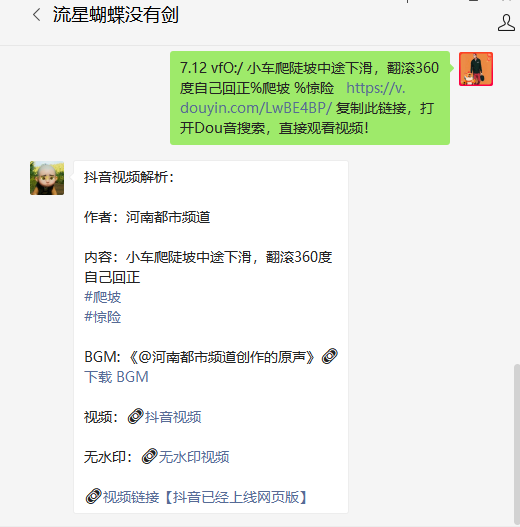 流星蝴蝶没有剑
7.12 vfO:/ 小车爬陡坡中途下滑，翻滚360
度自己回正%爬坡 %惊险 https://v.
douyin.com/LwBE4BP/ 复制此链接，打
开Dou音搜索，直接观看视频！
抖音视频解析：
作者：河南都市频道
内容：小车爬陡坡中途下滑，翻滚360度
自己回正
#爬坡
#惊险
BGM: 《@河南都市频道创作的原声》
下载 BGM
视频：抖音视频
无水印：无水印视频
视频链接【抖音已经上线网页版】